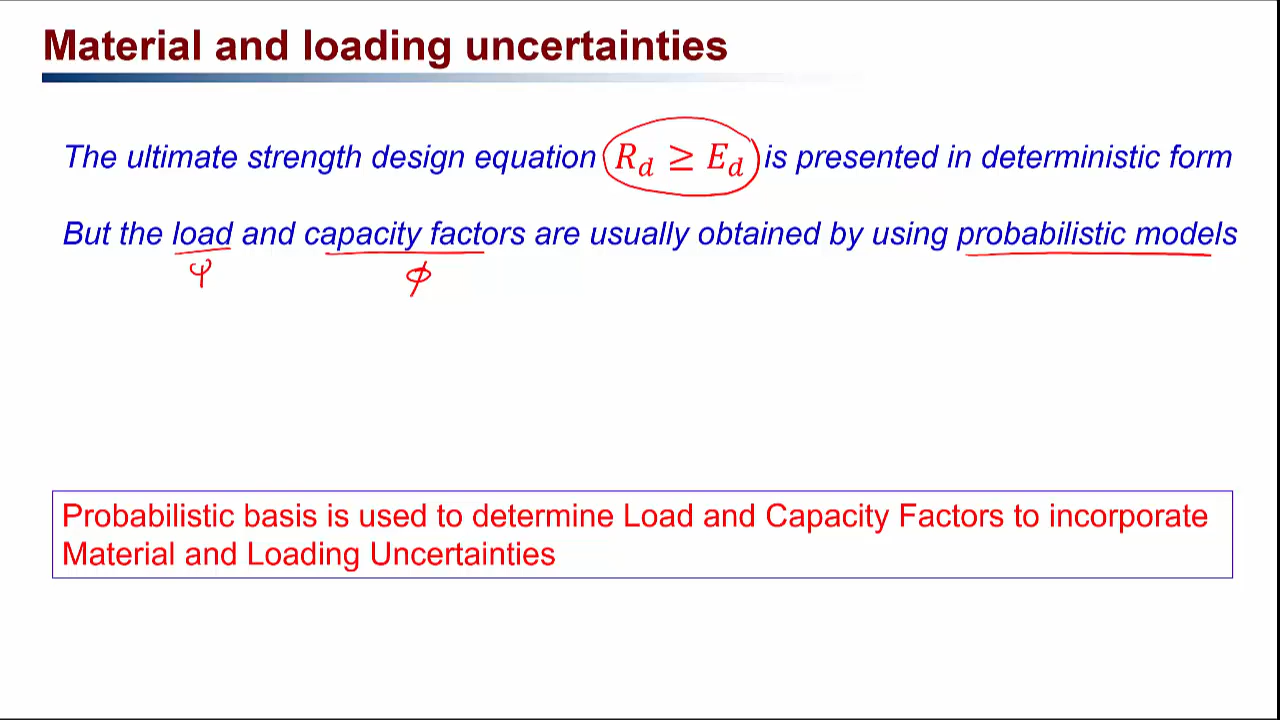 Material and loading uncertainties
The ultimate strength design equation R_d ≥ E_d is presented in deterministic form
But the load and capacity factors are usually obtained by using probabilistic models
φ ϕ
Probabilistic basis is used to determine Load and Capacity Factors to incorporate
Material and Loading Uncertainties